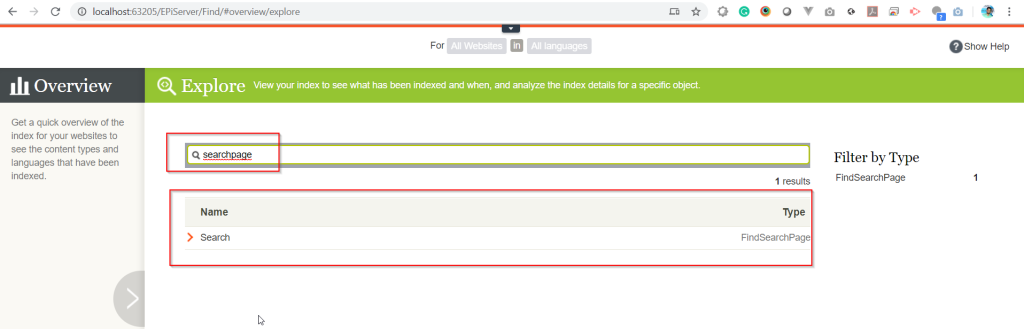 localhost:63205/EPiServer/Find/#overview/explore
For All Websites in All languages
? Show Help
Overview
Explore View your index to see what has been indexed and when, and analyze the index details for a specific object.
Get a quick overview of the
index for your websites to
see the content types and
languages that have been
indexed.
searchpage
1 results
Filter by Type
FindSearchPage 1
Name Type
Search FindSearchPage